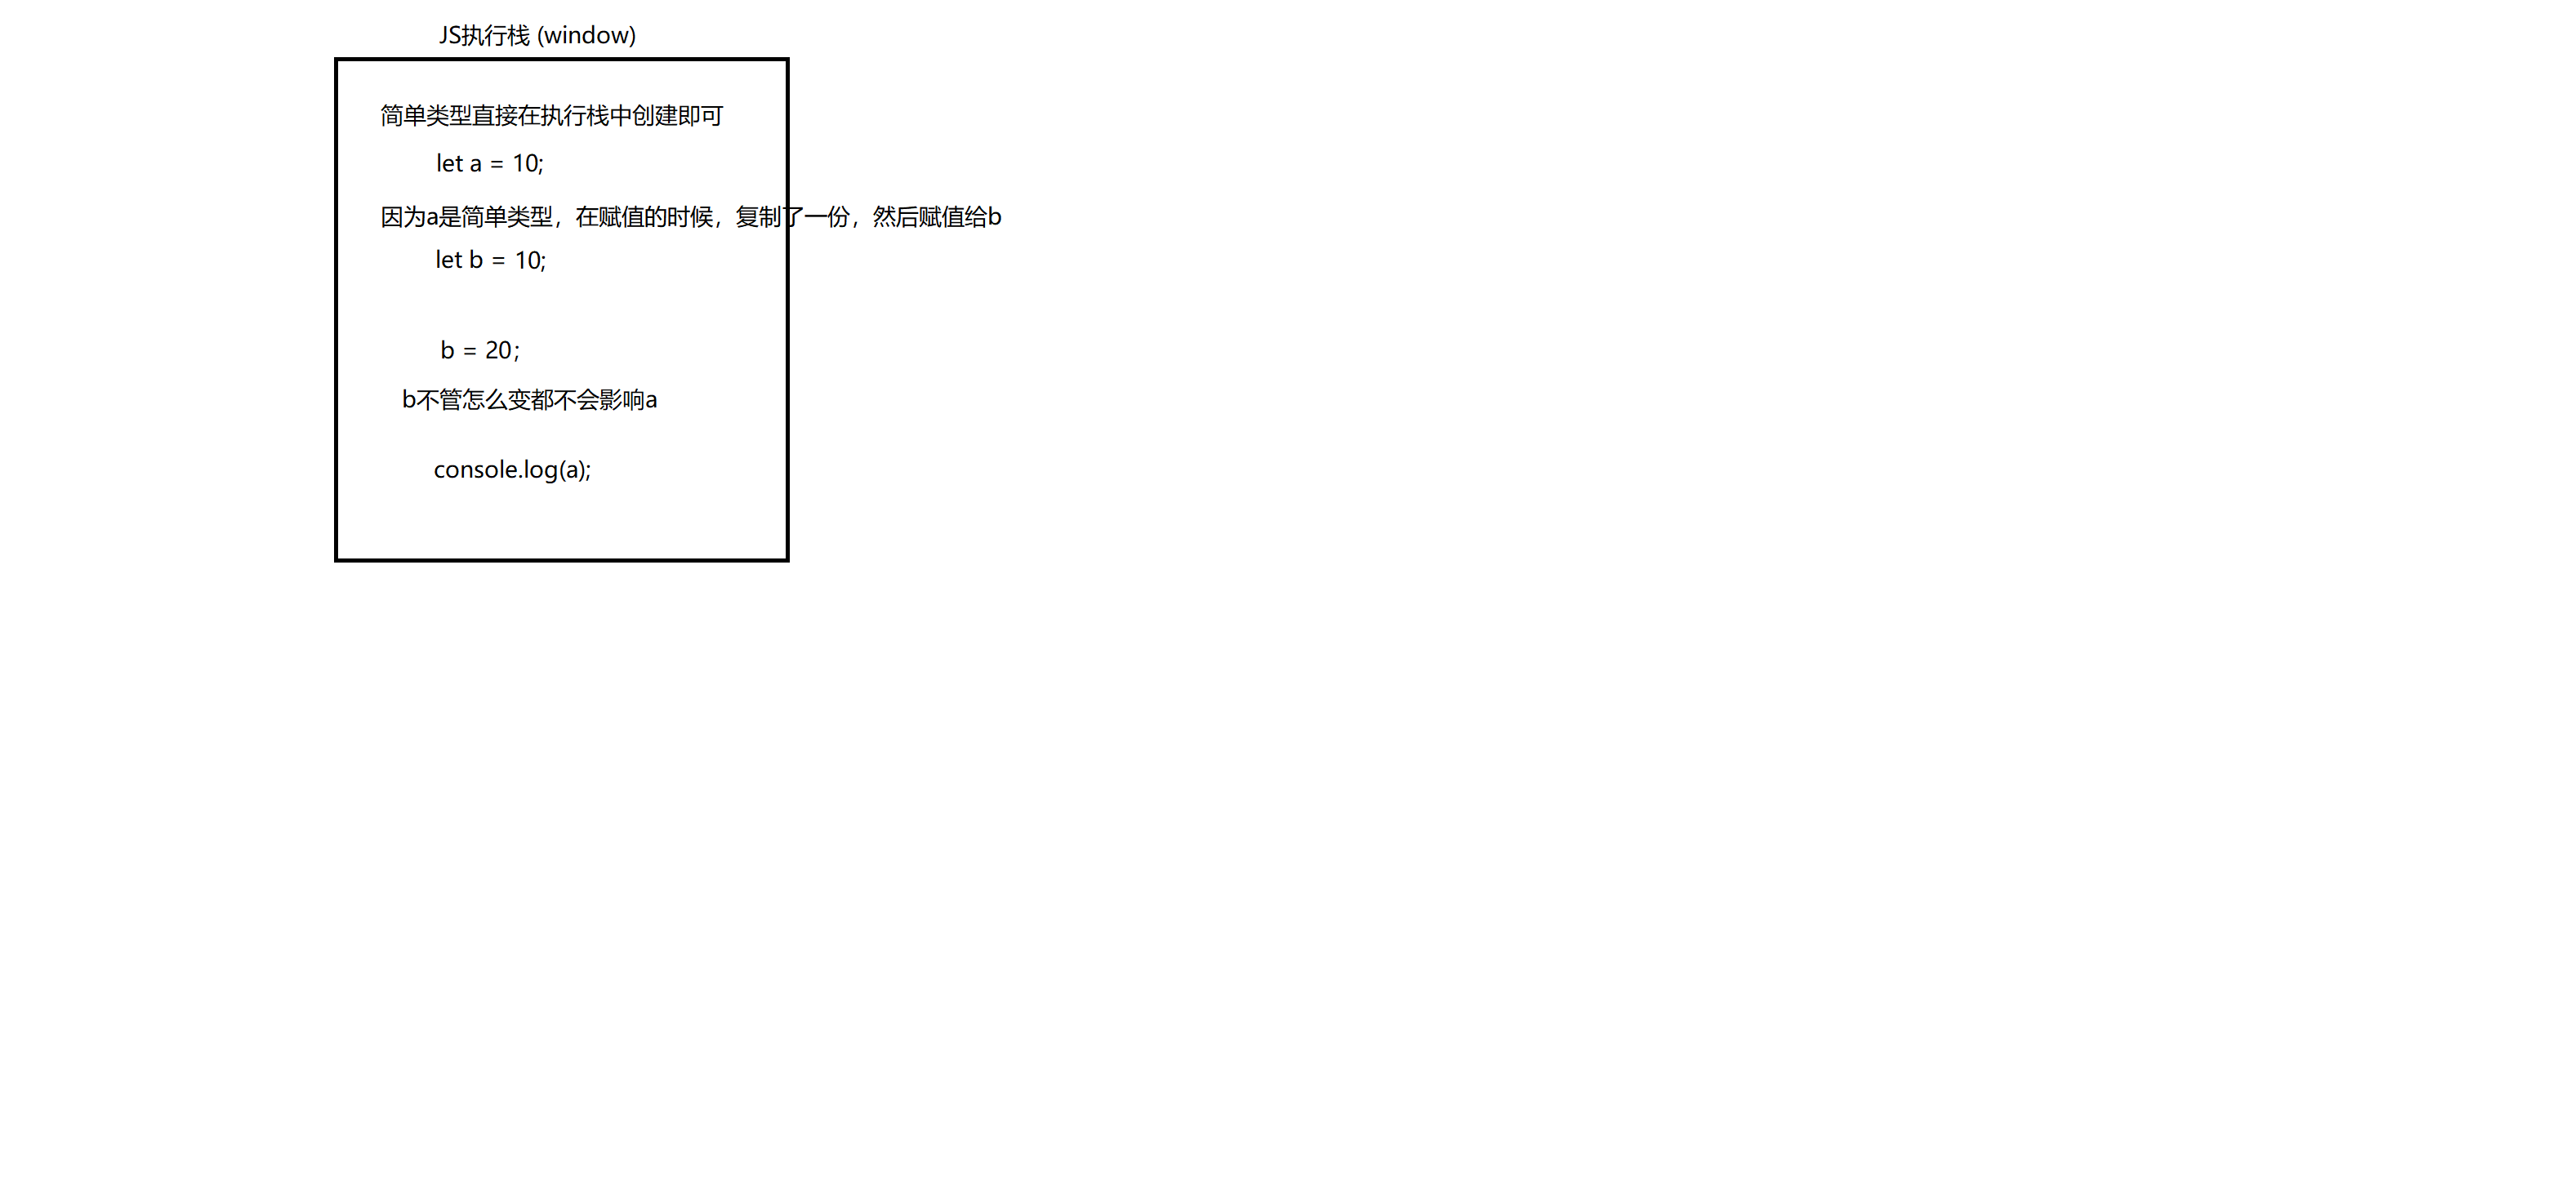 JS执行栈 (window)
简单类型直接在执行栈中创建即可
let a = 10;
因为a是简单类型，在赋值的时候，复制了一份，然后赋值给b
let b = 10;
b = 20；
b不管怎么变都不会影响a
console.log(a);